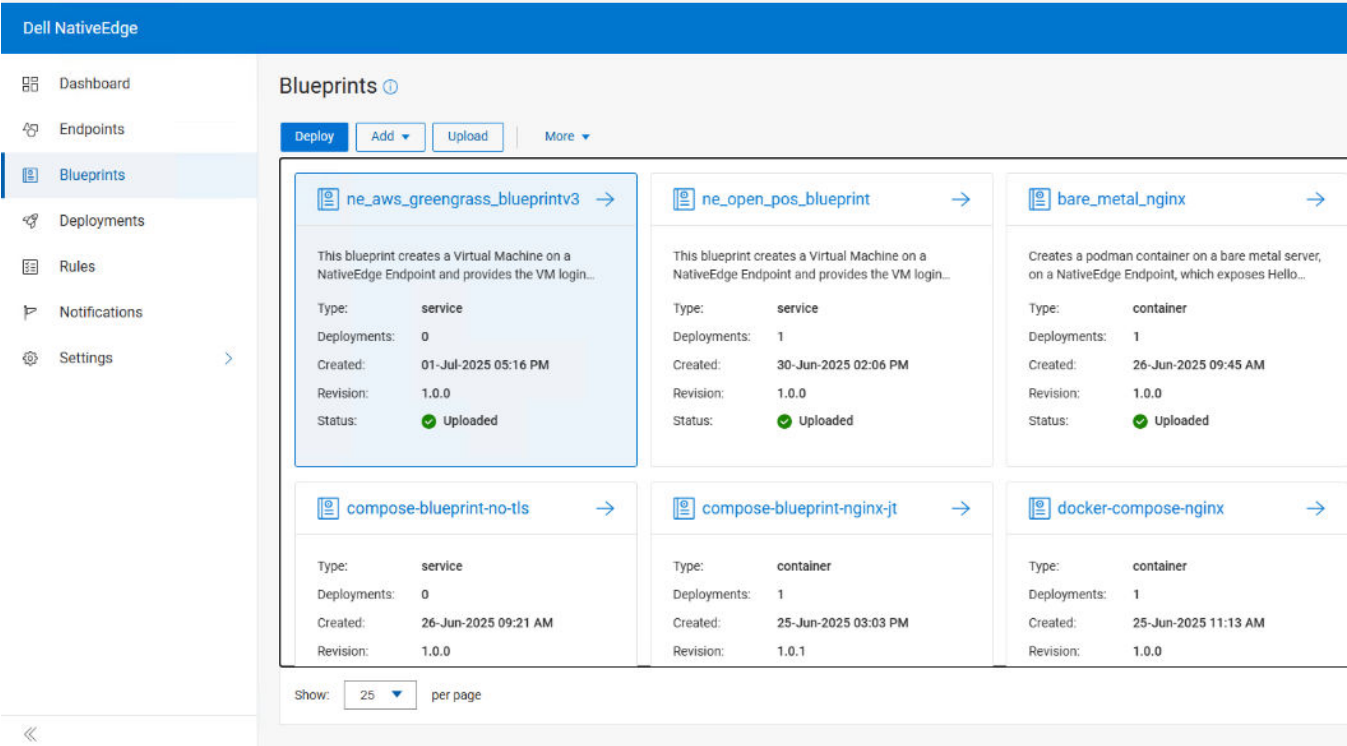 Dell NativeEdge
Dashboard
Endpoints
Blueprints
Deployments
Rules
Notifications
Settings
Blueprints
Deploy
Add
Upload
More
ne_aws_greengrass_blueprintv3
This blueprint creates a Virtual Machine on a
NativeEdge Endpoint and provides the VM login...
Type: service
Deployments: 0
Created: 01-Jul-2025 05:16 PM
Revision: 1.0.0
Status: Uploaded
ne_open_pos_blueprint
This blueprint creates a Virtual Machine on a
NativeEdge Endpoint and provides the VM login...
Type: service
Deployments: 1
Created: 30-Jun-2025 02:06 PM
Revision: 1.0.0
Status: Uploaded
bare_metal_nginx
Creates a podman container on a bare metal server,
on a NativeEdge Endpoint, which exposes Hello...
Type: container
Deployments: 1
Created: 26-Jun-2025 09:45 AM
Revision: 1.0.0
Status: Uploaded
compose-blueprint-no-tls
Type: service
Deployments: 0
Created: 26-Jun-2025 09:21 AM
Revision: 1.0.0
compose-blueprint-nginx-jt
Type: container
Deployments: 1
Created: 25-Jun-2025 03:03 PM
Revision: 1.0.1
docker-compose-nginx
Type: container
Deployments: 1
Created: 25-Jun-2025 11:13 AM
Revision: 1.0.0
Show: 25 per page